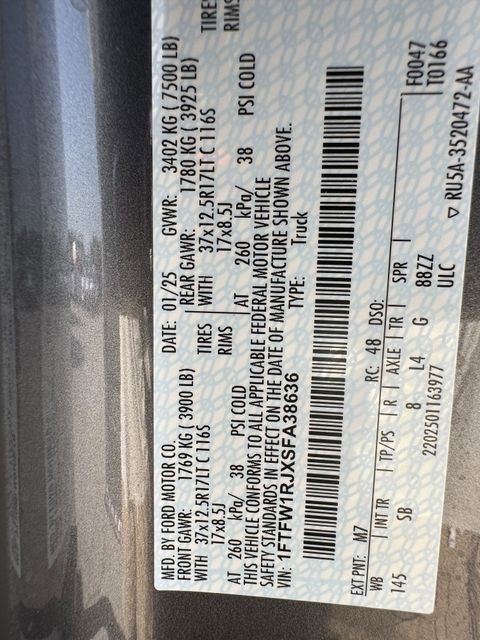 MFD. BY FORD MOTOR CO.
DATE: 01/25 GVWR: 3402 KG ( 7500 LB)
FRONT GAWR: 1769 KG ( 3900 LB)
REAR GAWR: 1780 KG ( 3925 LB)
WITH 37x12.5R17LT C 116S TIRES
WITH 37x12.5R17LT C 116S TIRES
17x8.5J RIMS
17x8.5J RIMS
AT 260 kPa/ 38 PSI COLD
AT 260 kPa/ 38 PSI COLD
THIS VEHICLE CONFORMS TO ALL APPLICABLE FEDERAL MOTOR VEHICLE
SAFETY STANDARDS IN EFFECT ON THE DATE OF MANUFACTURE SHOWN ABOVE.
VIN: 1FTFW1RJXSFA38636
TYPE: Truck
F0047
T0166
EXT PNT: M7 RC: 48 DSO:
WB INT TR TP/PS R AXLE TR SPR
145 SB 8 L4 G 88ZZ
2202501163977 ULC
▽ RU5A-3520472-AA